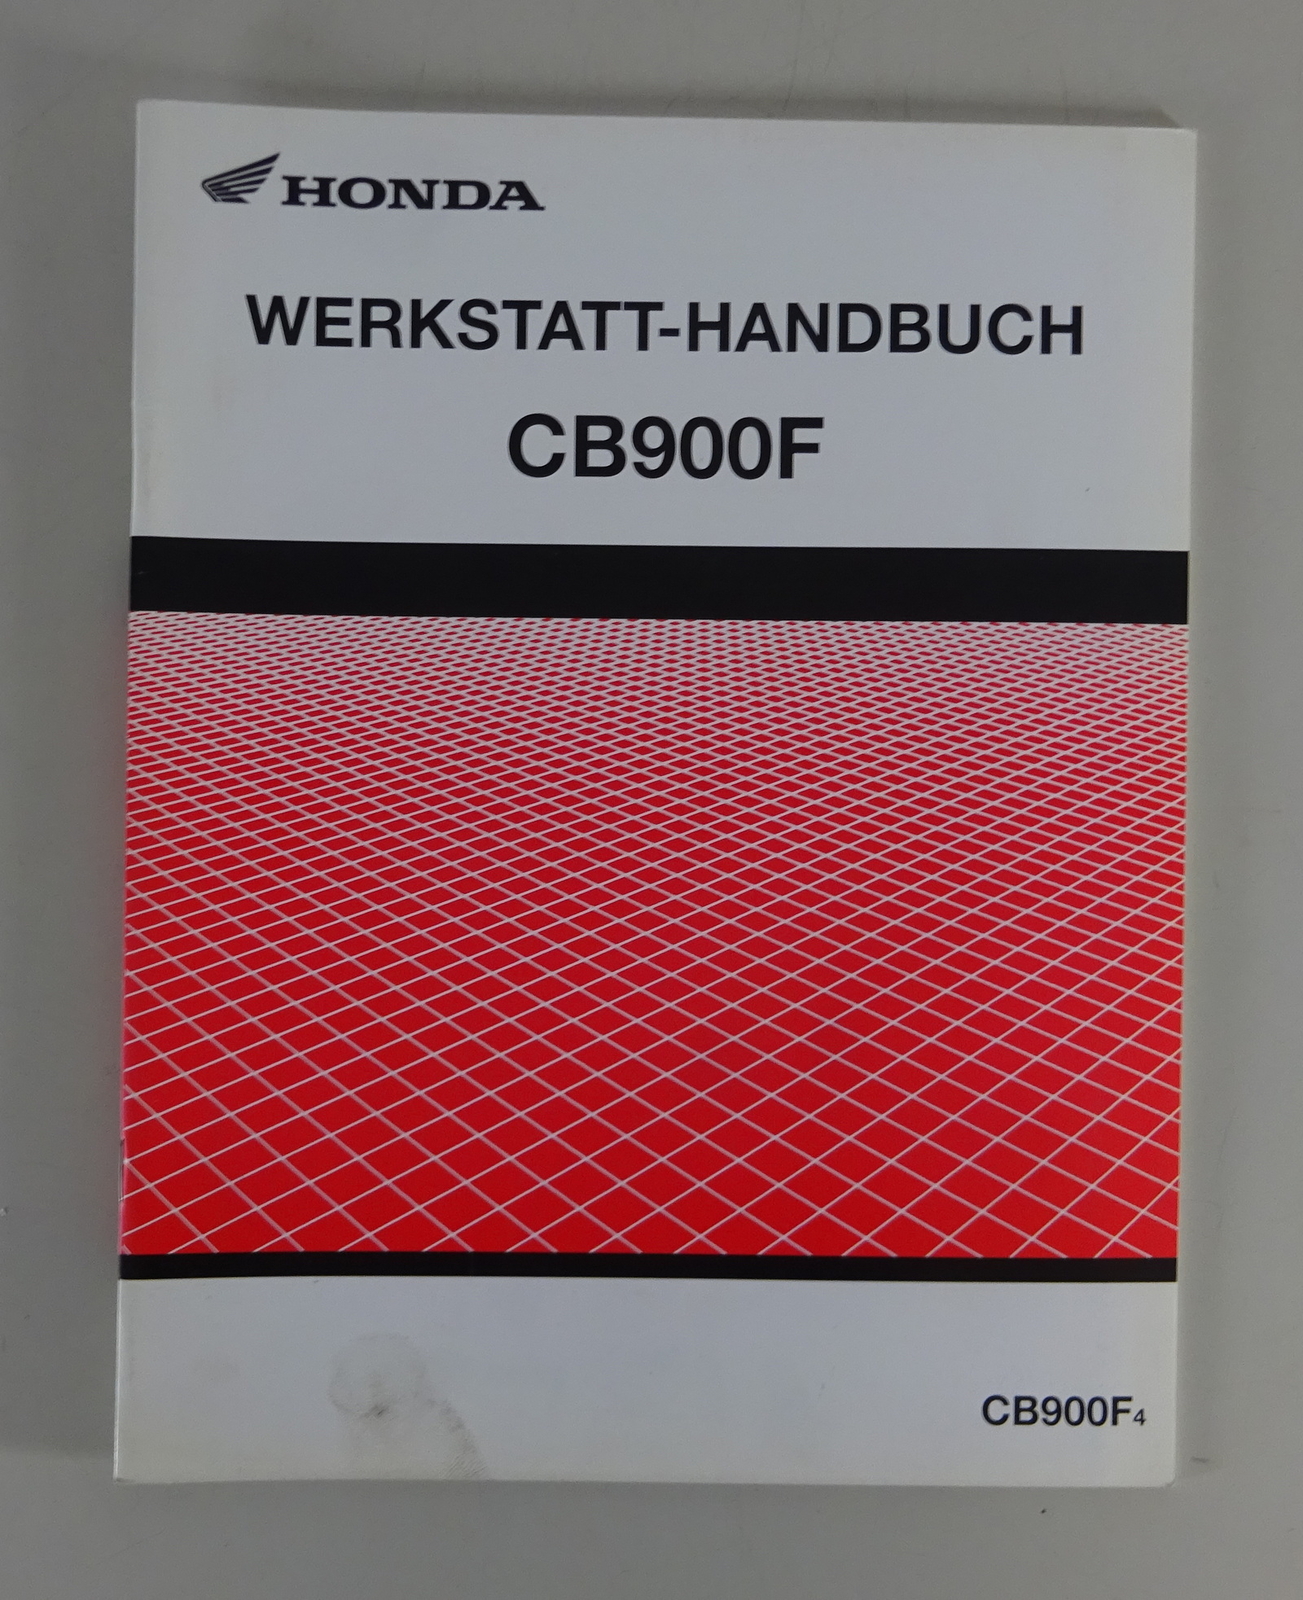 HONDA
WERKSTATT-HANDBUCH
CB900F
CB900F4